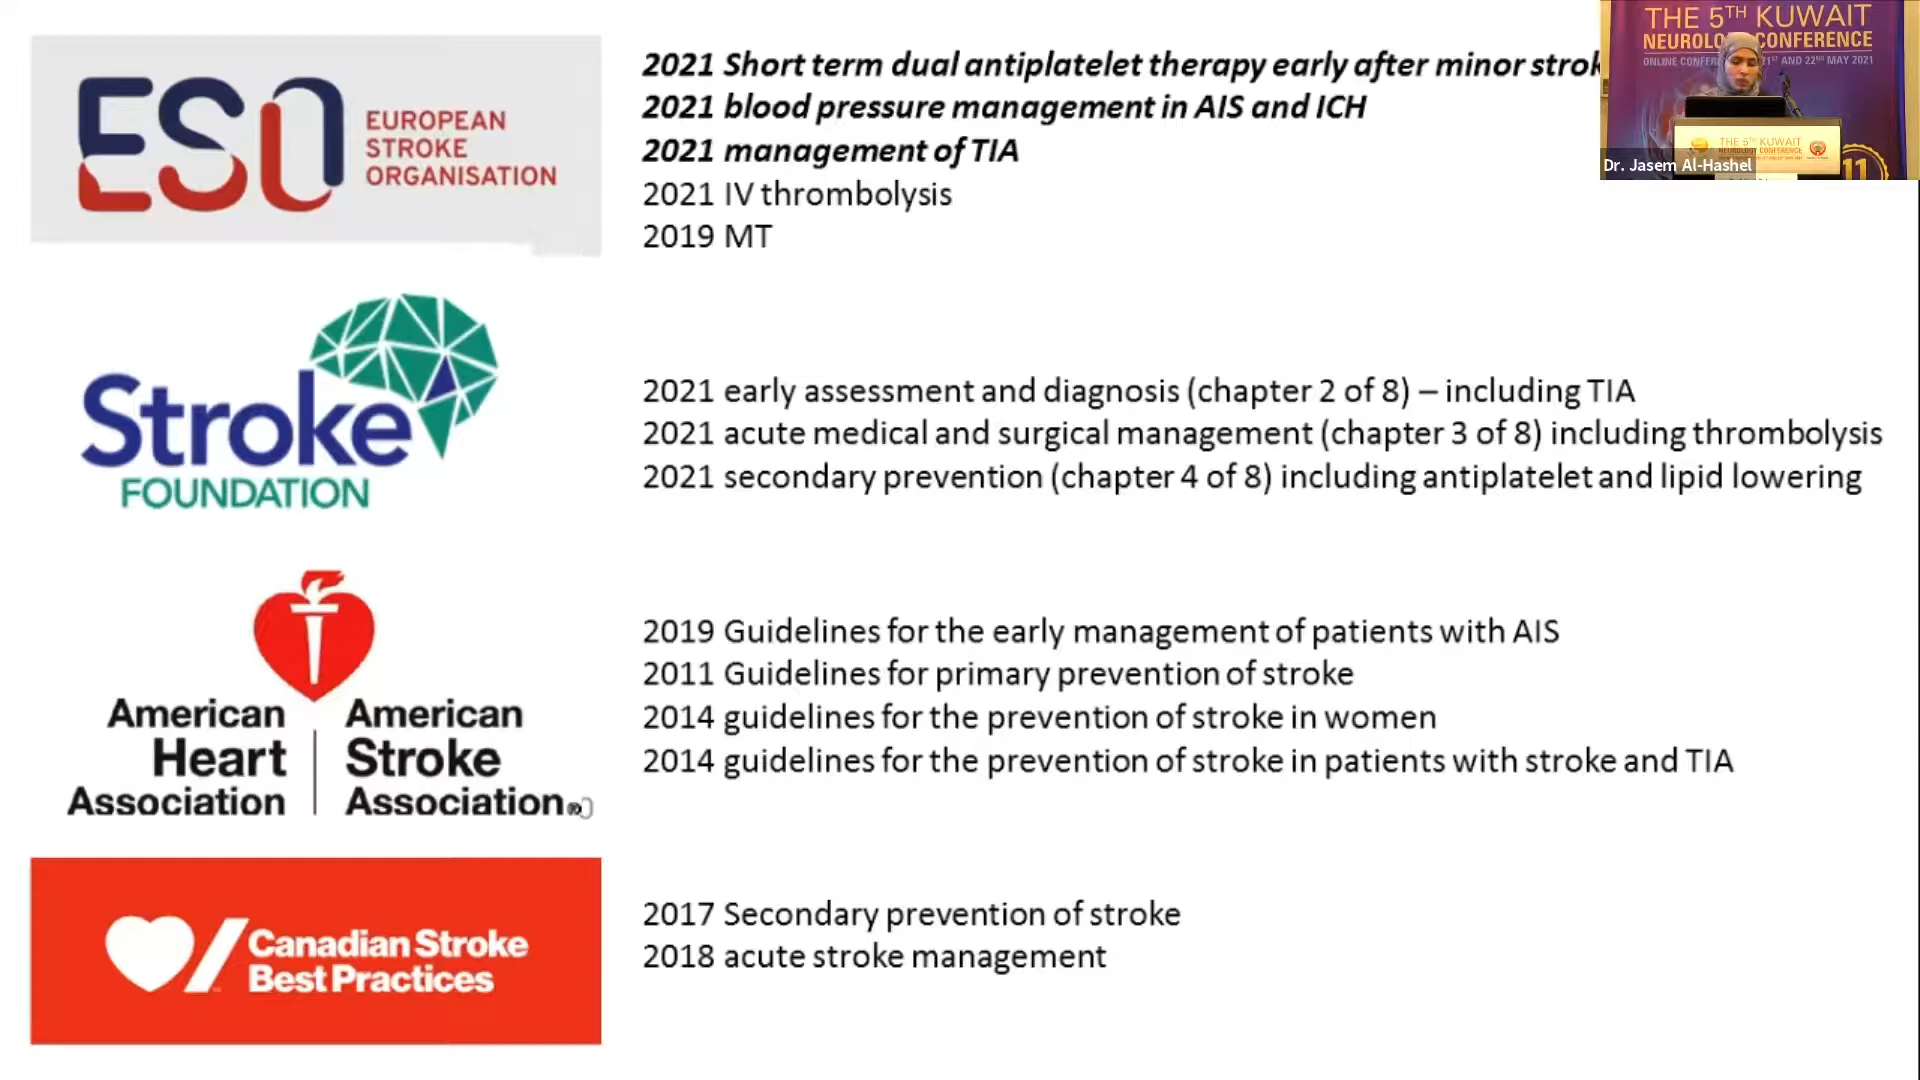 ESO
EUROPEAN
STROKE
ORGANISATION
2021 Short term dual antiplatelet therapy early after minor strok
2021 blood pressure management in AIS and ICH
2021 management of TIA
2021 IV thrombolysis
2019 MT
THE 5TH KUWAIT
NEUROLOGY CONFERENCE
21ST AND 22ND MAY 2021
THE 5TH KUWAIT
Dr. Jasem Al-Hashel
11
Stroke
FOUNDATION
2021 early assessment and diagnosis (chapter 2 of 8) – including TIA
2021 acute medical and surgical management (chapter 3 of 8) including thrombolysis
2021 secondary prevention (chapter 4 of 8) including antiplatelet and lipid lowering
American
Heart
Association
American
Stroke
Association®
2019 Guidelines for the early management of patients with AIS
2011 Guidelines for primary prevention of stroke
2014 guidelines for the prevention of stroke in women
2014 guidelines for the prevention of stroke in patients with stroke and TIA
Canadian Stroke
Best Practices
2017 Secondary prevention of stroke
2018 acute stroke management